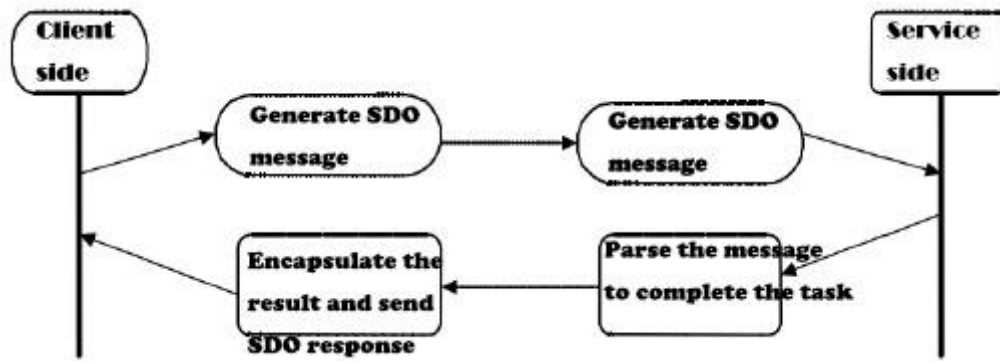 Client
side
Service
side
Generate SDO
message
Generate SDO
message
Encapsulate the
result and send
SDO response
Parse the message
to complete the task